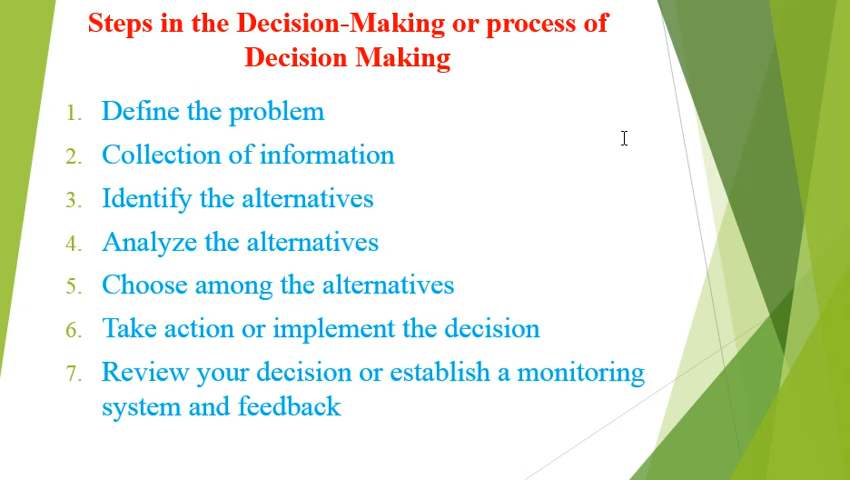 Steps in the Decision-Making or process of
Decision Making
1. Define the problem
2. Collection of information
3. Identify the alternatives
4. Analyze the alternatives
5. Choose among the alternatives
6. Take action or implement the decision
7. Review your decision or establish a monitoring
system and feedback